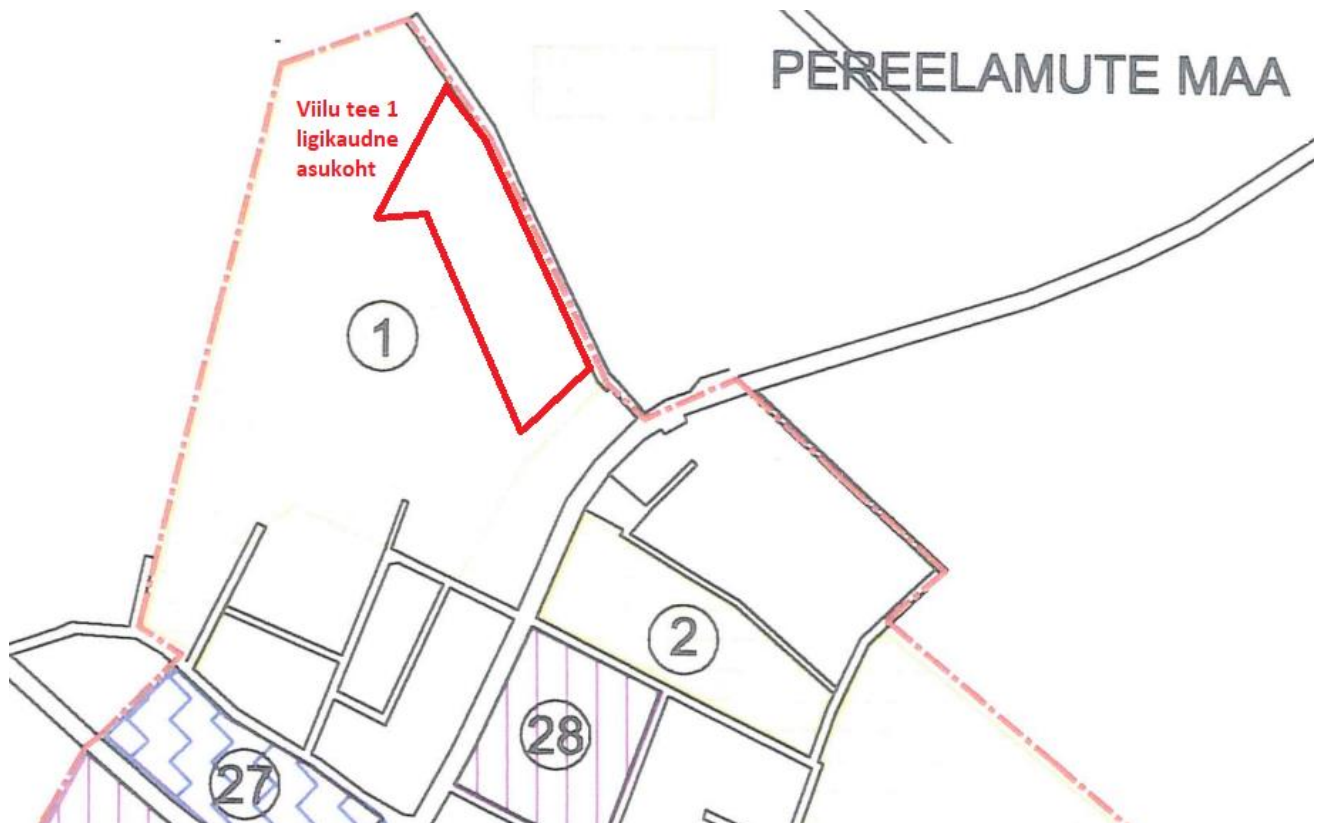 PEREELAMUTE MAA
Viilu tee 1
ligikaudne
asukoht
1
2
28
27